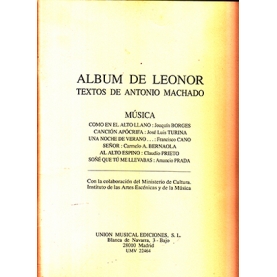 ALBUM DE LEONOR
TEXTOS DE ANTONIO MACHADO
MÚSICA
COMO EN EL ALTO LLANO : Joaquín BORGES
CANCIÓN APÓCRIFA : José Luis TURINA
UNA NOCHE DE VERANO . . . : Francisco CANO
SEÑOR : Carmelo A. BERNAOLA
AL ALTO ESPINO : Claudio PRIETO
SOÑÉ QUE TÚ ME LLEVABAS : Amancio PRADA
Con la colaboración del Ministerio de Cultura,
Instituto de las Artes Escénicas y de la Música
UNION MUSICAL EDICIONES, S. L.
Blanca de Navarra, 3 - Bajo
28000 Madrid
UMV 22464